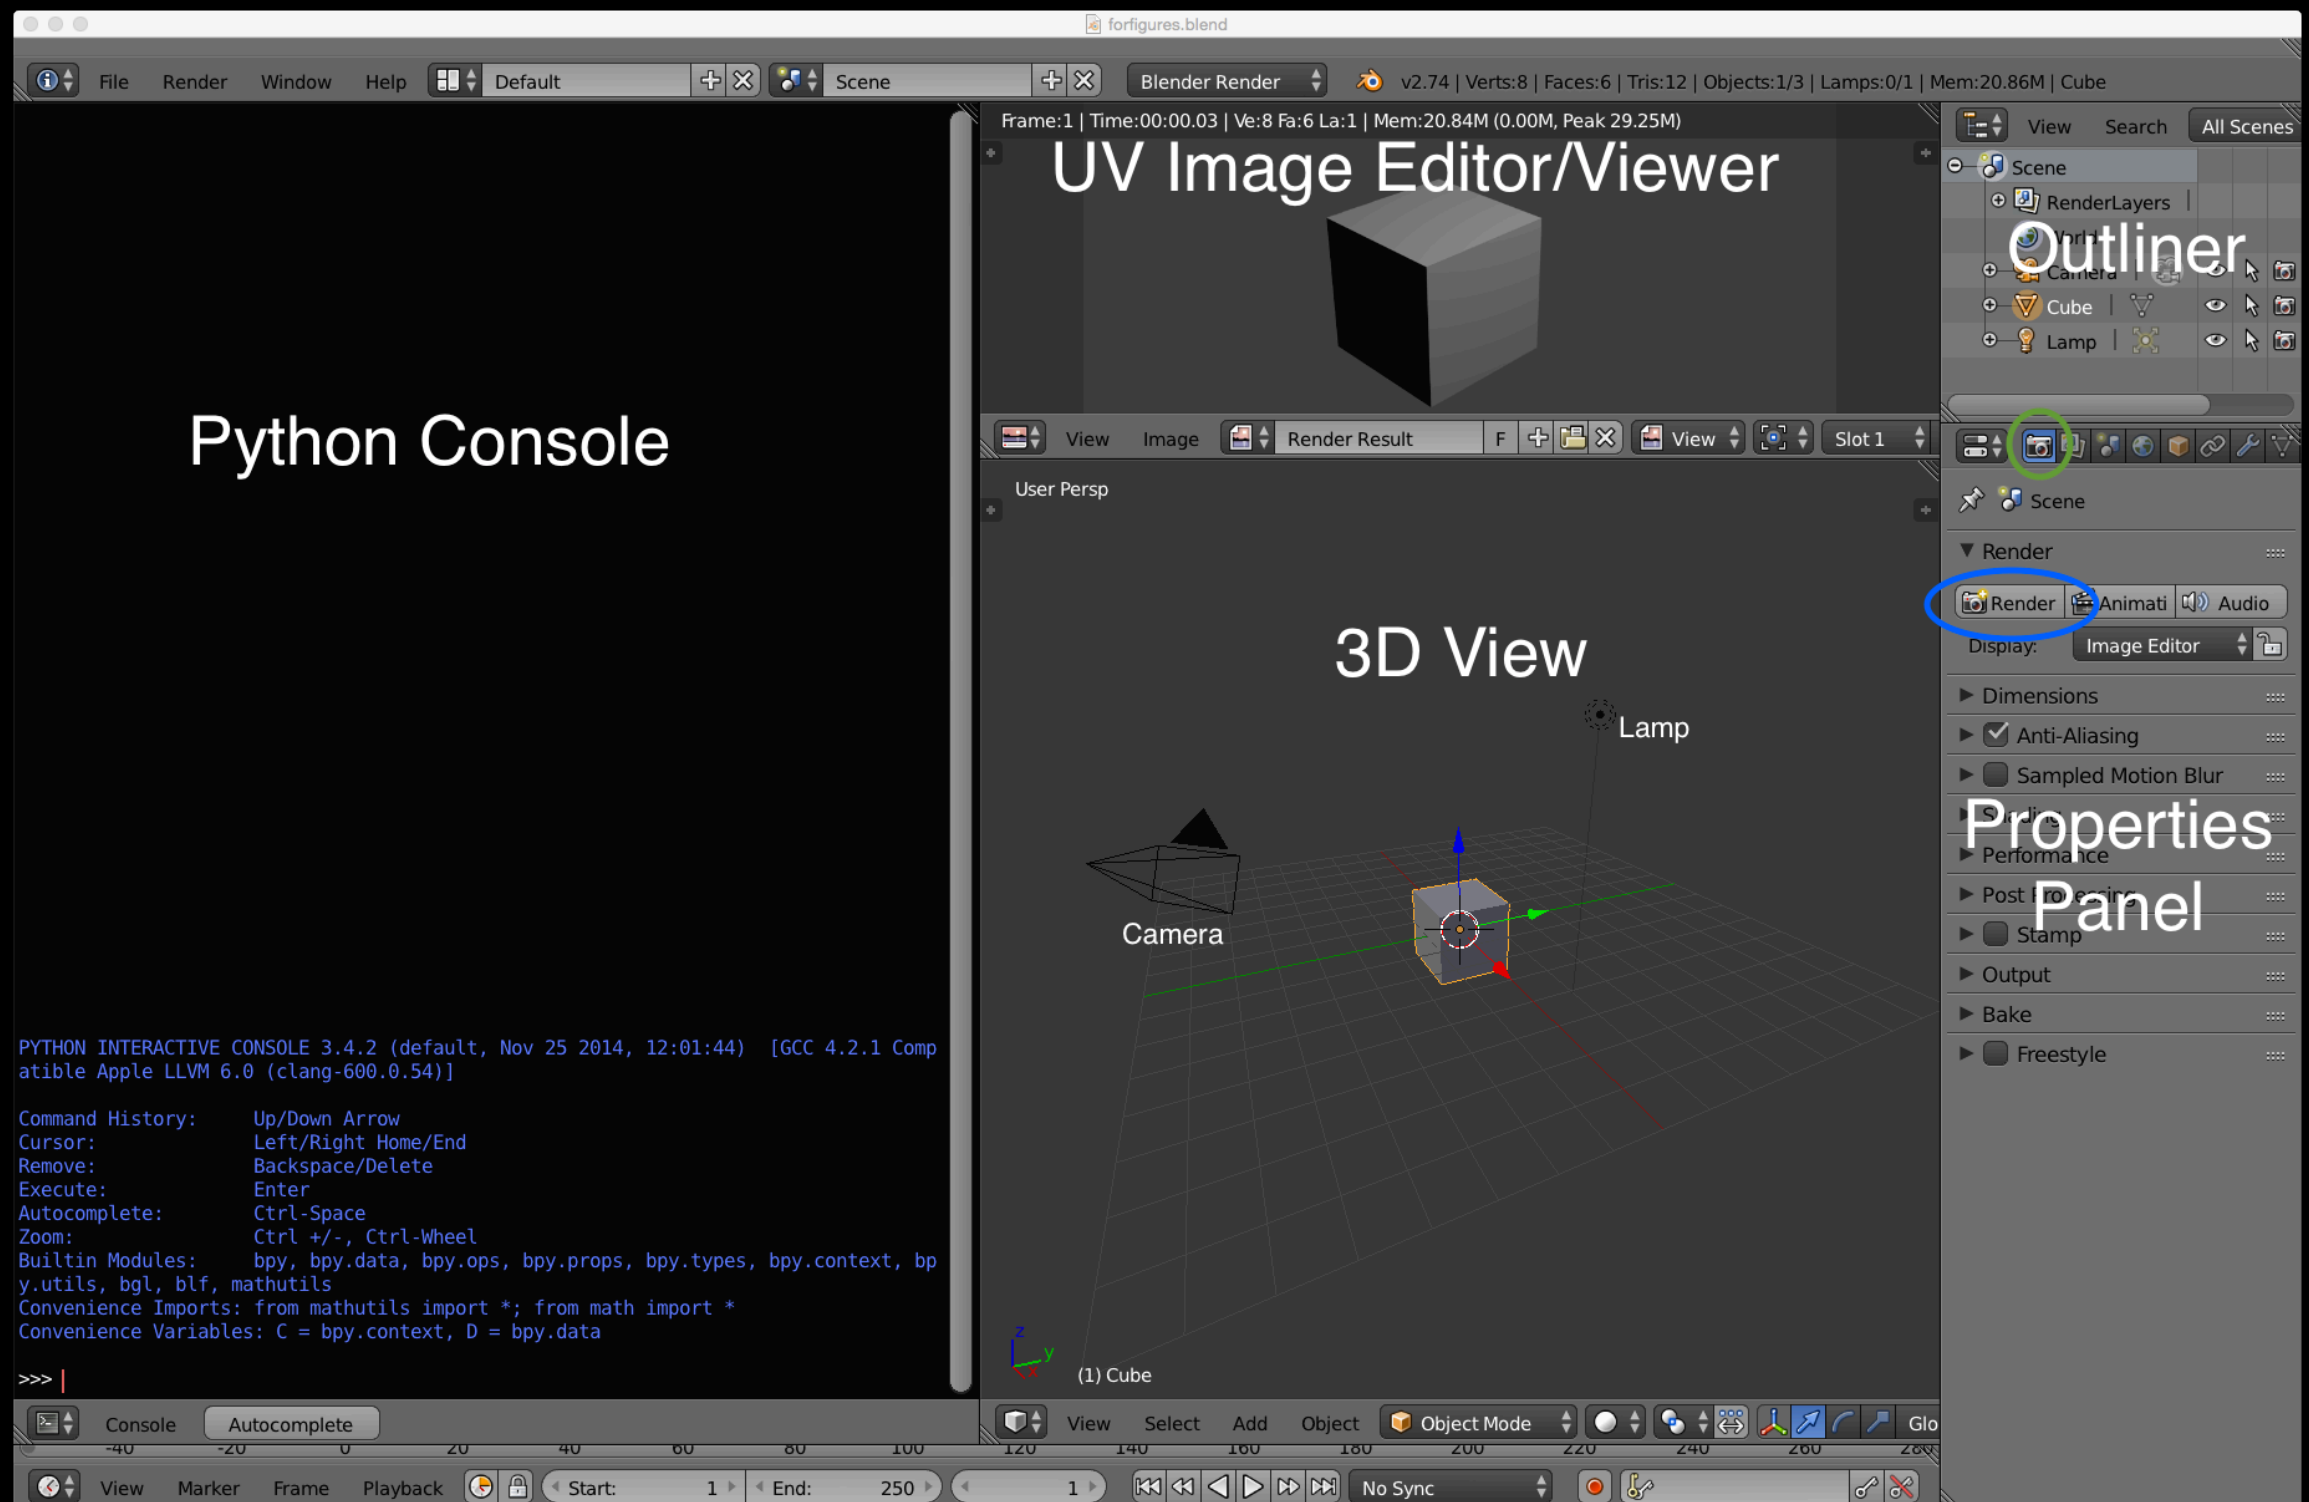 forfigures.blend
File Render Window Help Default Scene Blender Render v2.74 | Verts:8 | Faces:6 | Tris:12 | Objects:1/3 | Lamps:0/1 | Mem:20.86M | Cube
Python Console
PYTHON INTERACTIVE CONSOLE 3.4.2 (default, Nov 25 2014, 12:01:44)  [GCC 4.2.1 Comp
atible Apple LLVM 6.0 (clang-600.0.54)]
Command History: Up/Down Arrow
Cursor: Left/Right Home/End
Remove: Backspace/Delete
Execute: Enter
Autocomplete: Ctrl-Space
Zoom: Ctrl +/-, Ctrl-Wheel
Builtin Modules: bpy, bpy.data, bpy.ops, bpy.props, bpy.types, bpy.context, bp
y.utils, bgl, blf, mathutils
Convenience Imports: from mathutils import *; from math import *
Convenience Variables: C = bpy.context, D = bpy.data
>>>
Console Autocomplete
Frame:1 | Time:00:00.03 | Ve:8 Fa:6 La:1 | Mem:20.84M (0.00M, Peak 29.25M)
UV Image Editor/Viewer
View Image Render Result F View Slot 1
User Persp
3D View
Lamp
Camera
z
y
x
(1) Cube
View Select Add Object Object Mode Glo
View Search All Scenes
Scene
RenderLayers
World
Outliner
Camera
Cube
Lamp
Scene
Render
Render Animati Audio
Display: Image Editor
Dimensions
Anti-Aliasing
Sampled Motion Blur
Shading
Properties
Performance
Post Processing
Panel
Stamp
Output
Bake
Freestyle
-40 -20 0 20 40 60 80 100 120 140 160 180 200 220 240 260 280
View Marker Frame Playback Start: 1 End: 250 1 No Sync